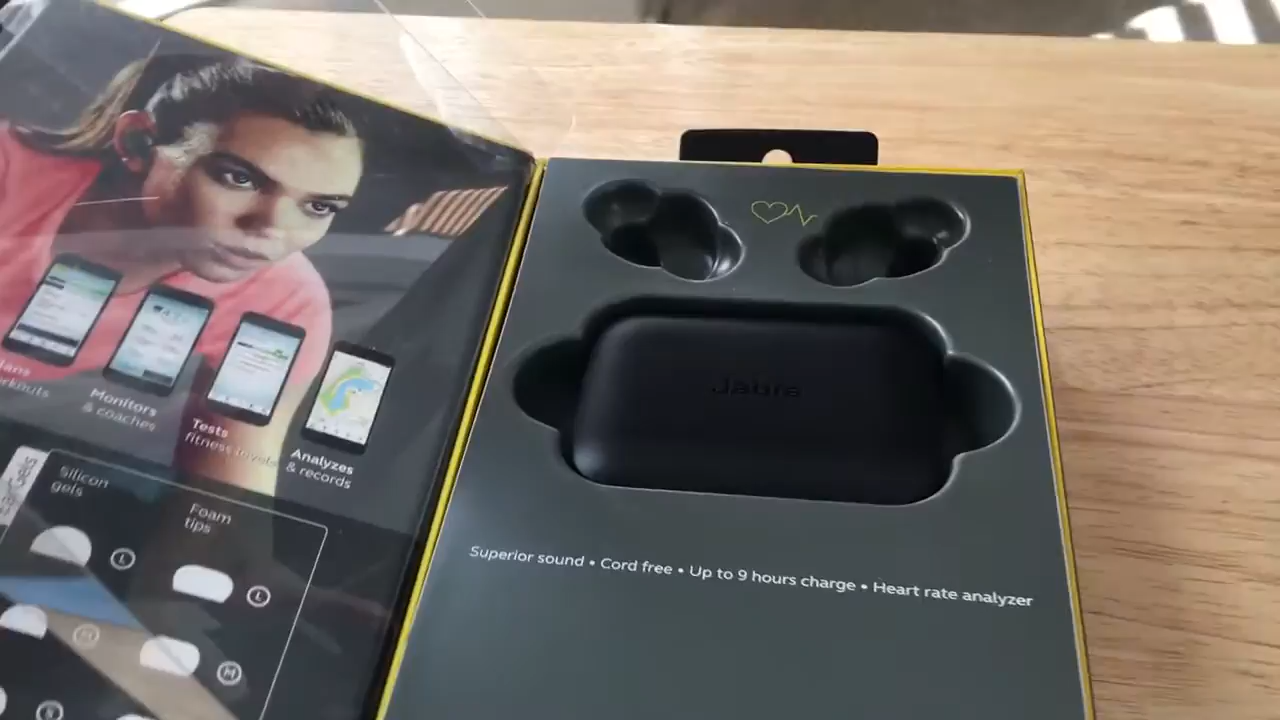 Monitors
& coaches
Tests
fitness levels
Analyzes
& records
Silicon
gels
Foam
tips
L
L
M
M
S
Jabra
Superior sound • Cord free • Up to 9 hours charge • Heart rate analyzer